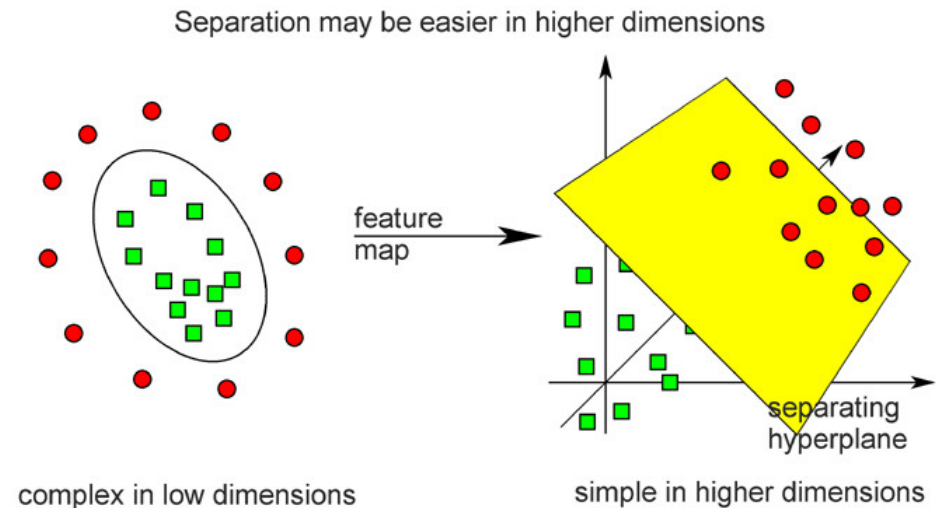 Separation may be easier in higher dimensions
feature
map
separating
hyperplane
complex in low dimensions
simple in higher dimensions